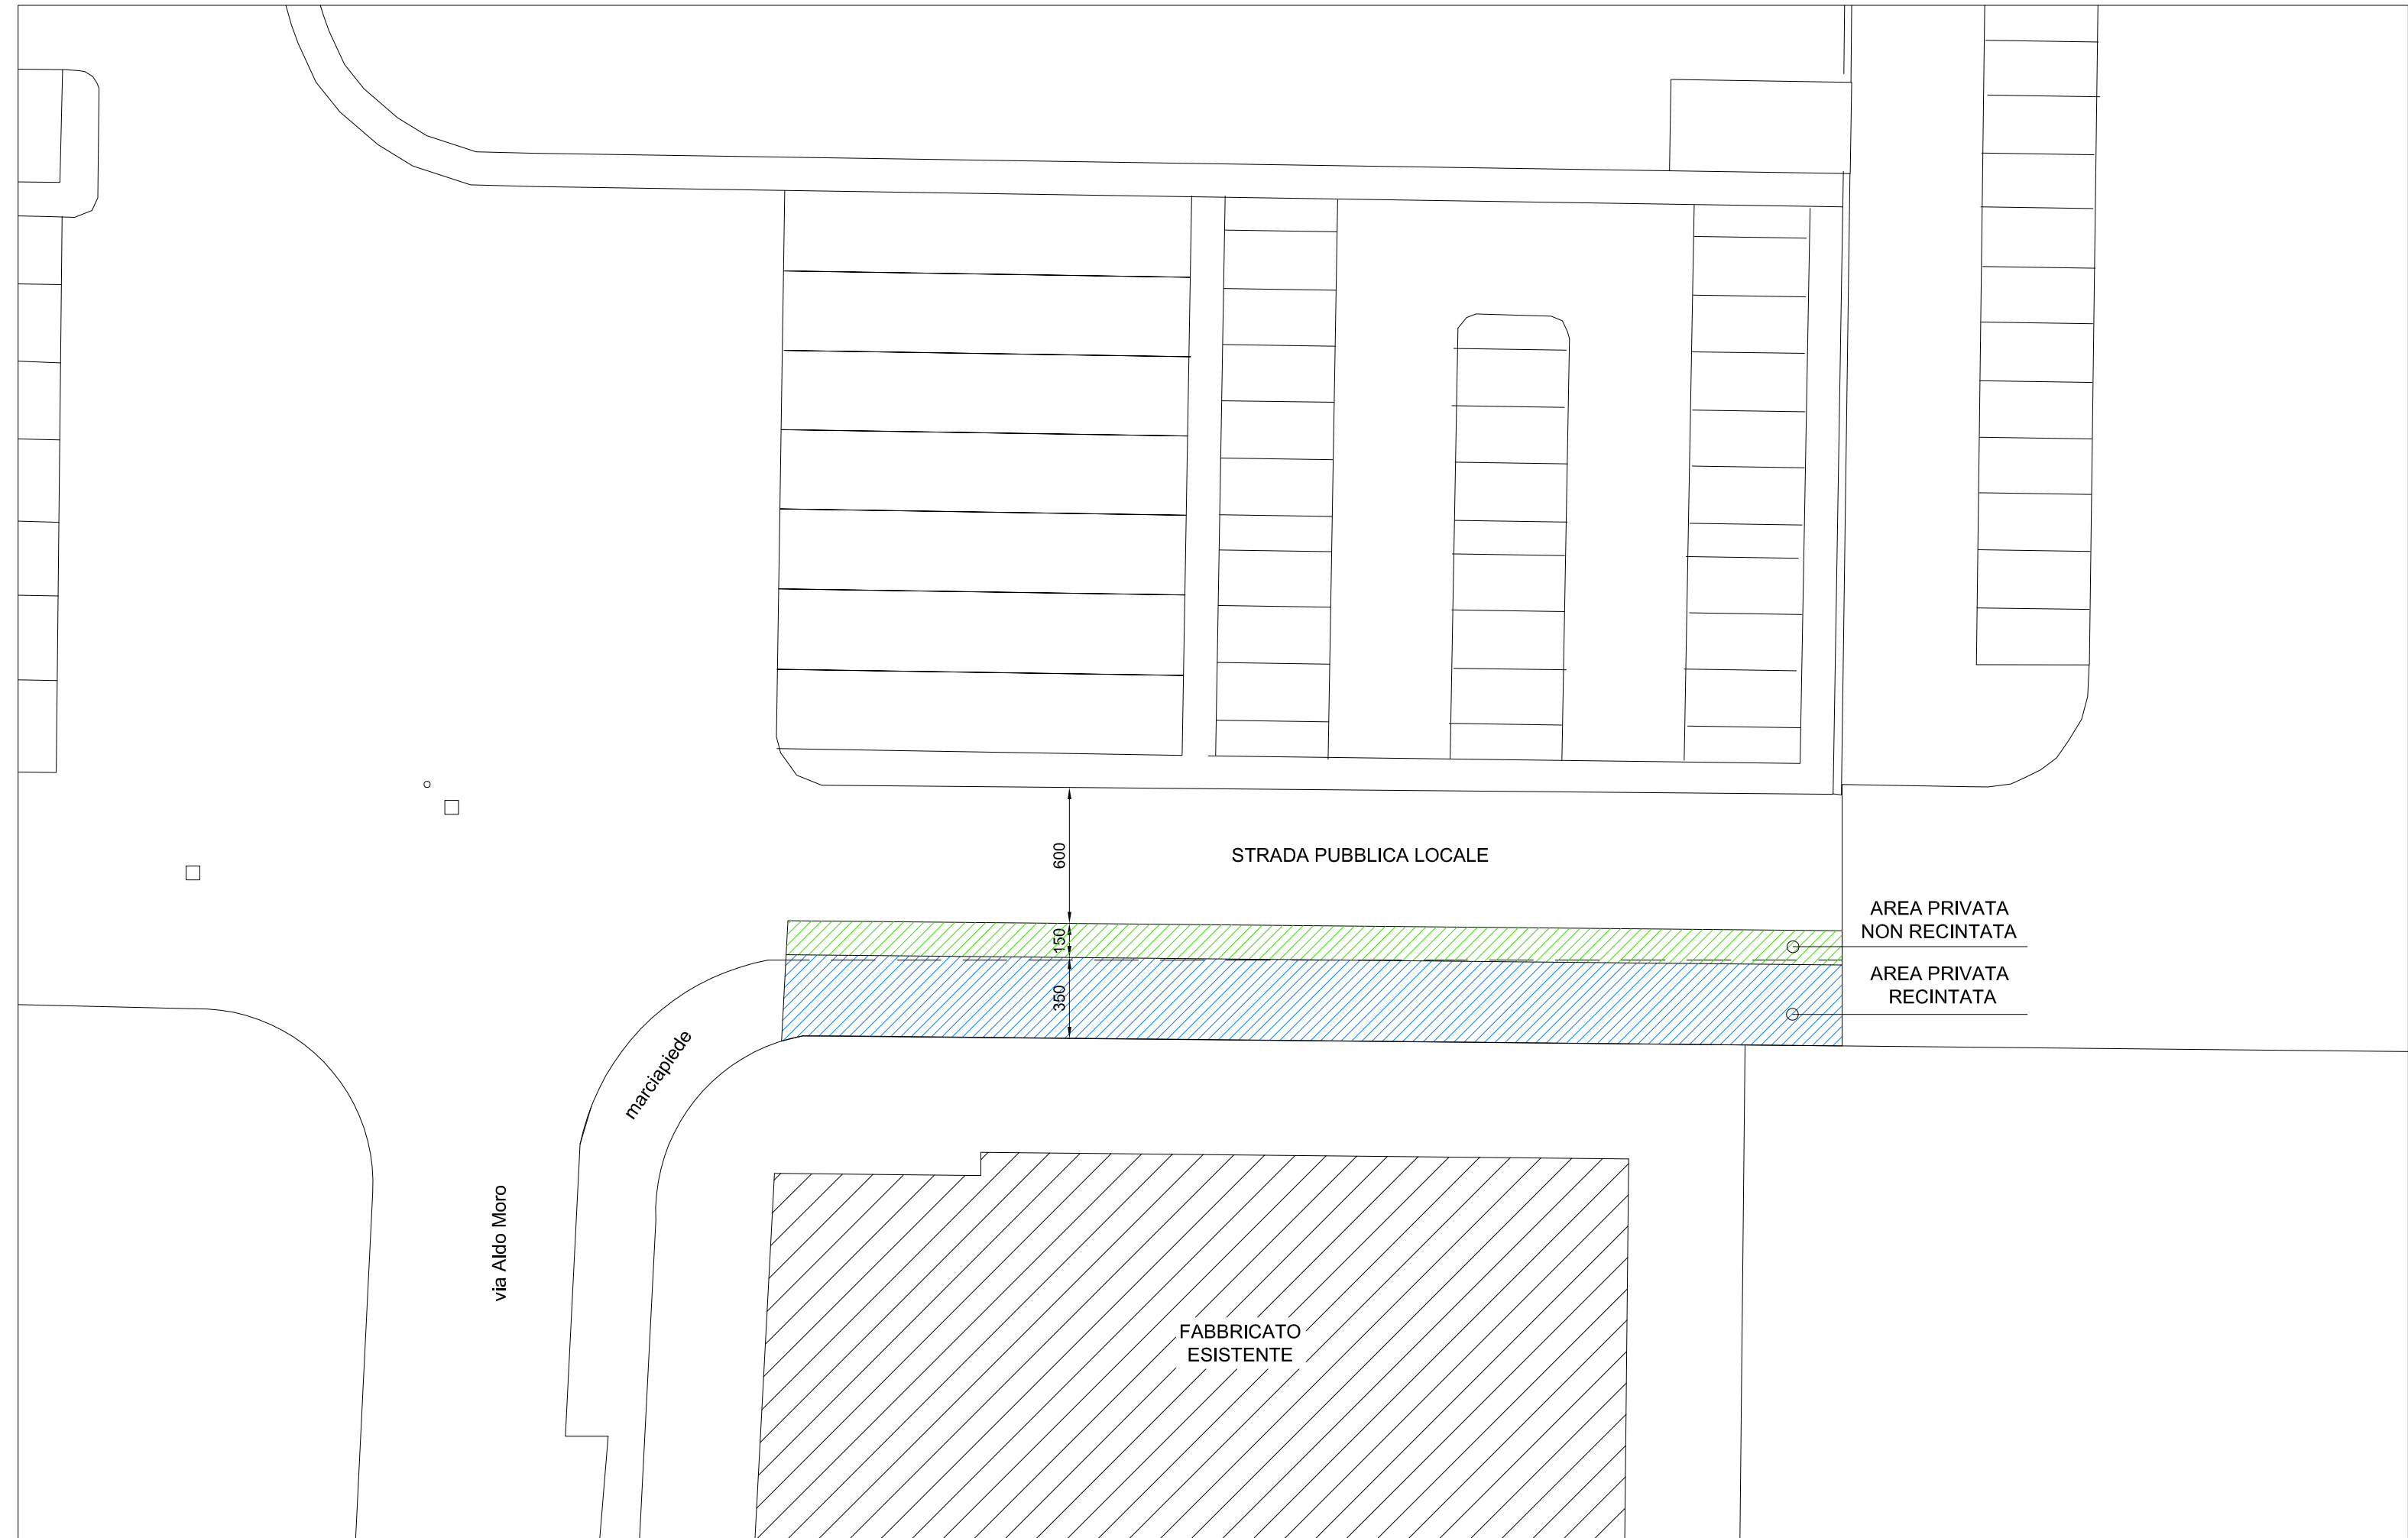 600
STRADA PUBBLICA LOCALE
150
AREA PRIVATA
NON RECINTATA
350
AREA PRIVATA
RECINTATA
marciapiede
via Aldo Moro
FABBRICATO
ESISTENTE